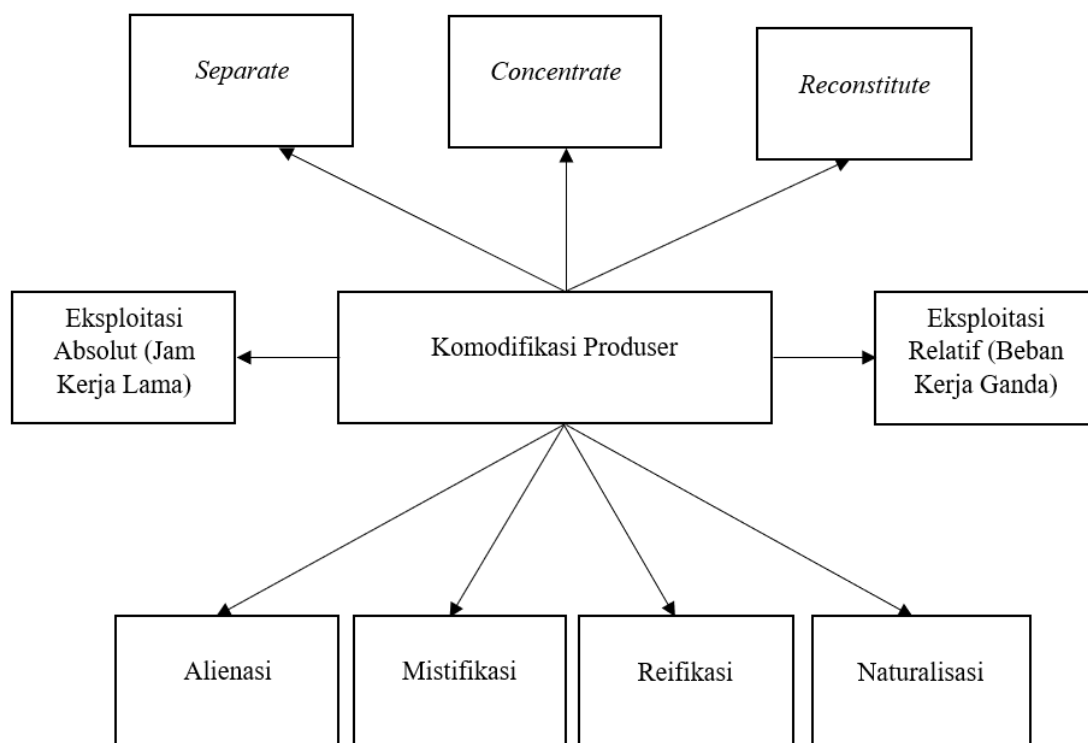 Separate
Concentrate
Reconstitute
Eksploitasi
Absolut (Jam
Kerja Lama)
Komodifikasi Produser
Eksploitasi
Relatif (Beban
Kerja Ganda)
Alienasi
Mistifikasi
Reifikasi
Naturalisasi